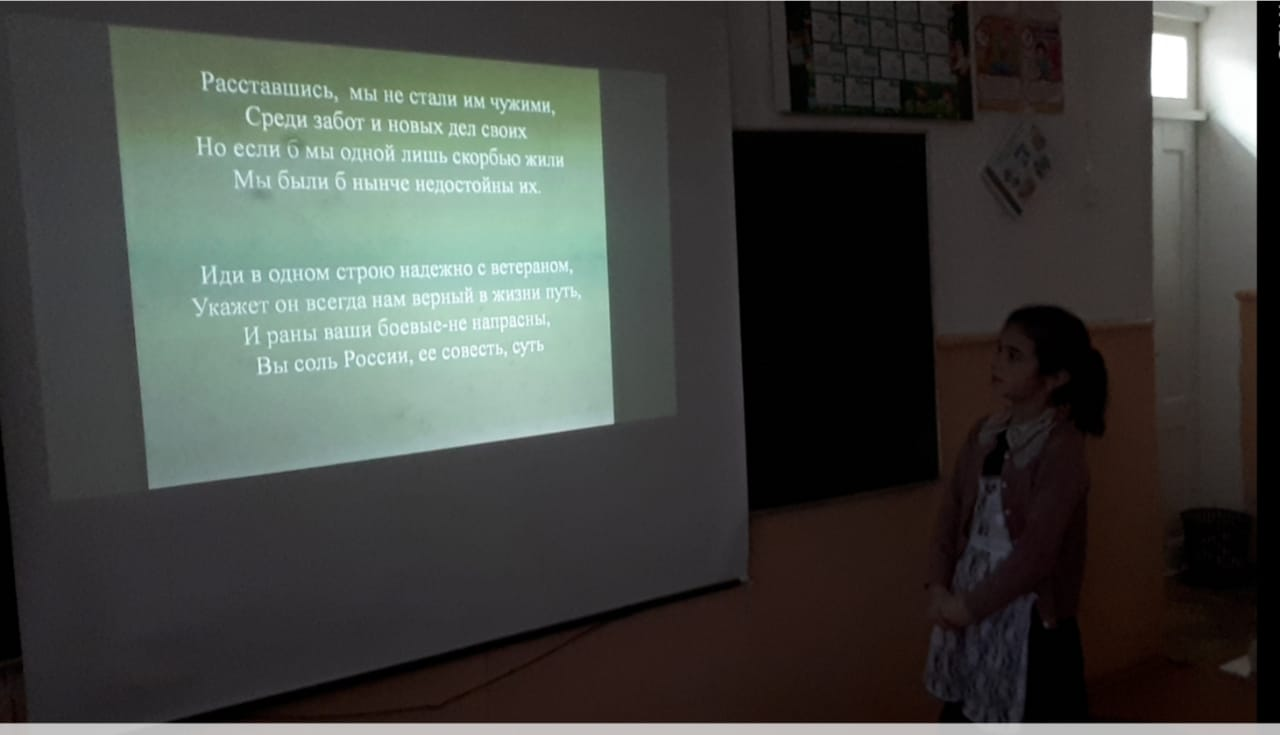 Расставшись, мы не стали им чужими,
Среди забот и новых дел своих
Но если б мы одной лишь скорбью жили
Мы были б нынче недостойны их.
Иди в одном строю надежно с ветераном,
Укажет он всегда нам верный в жизни путь,
И раны ваши боевые-не напрасны,
Вы соль России, ее совесть, суть